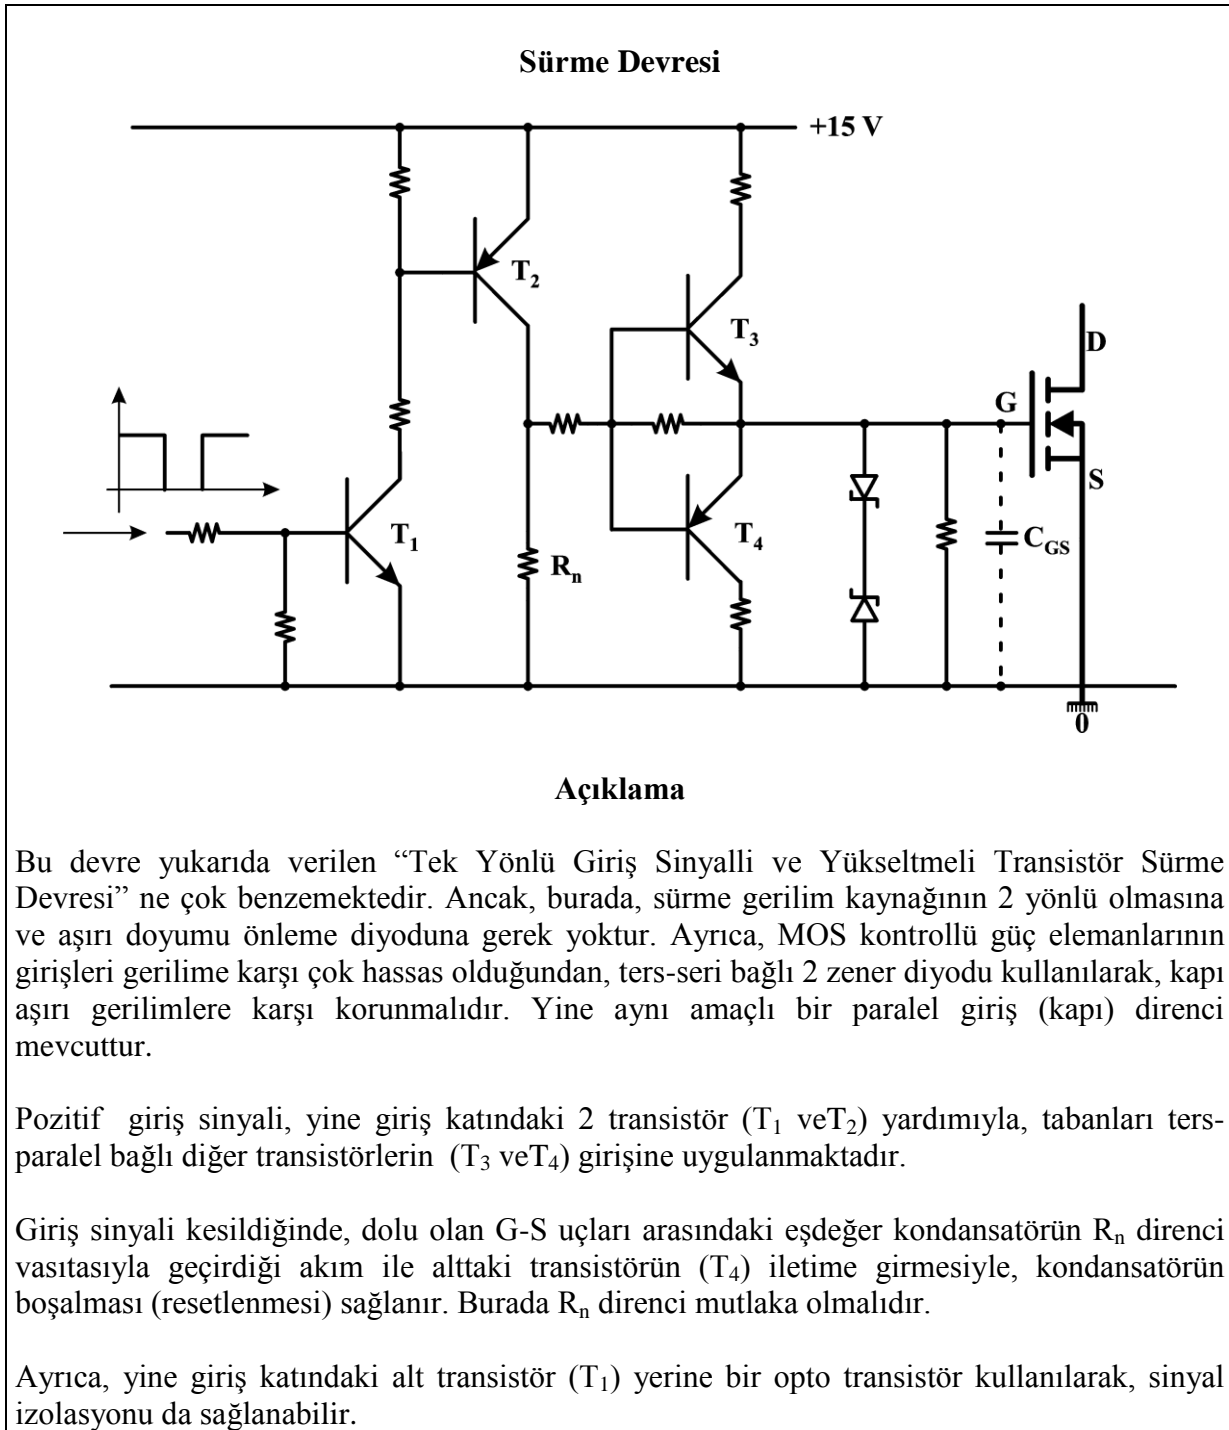 Sürme Devresi
+15 V
T₂
T₃
D
G
S
T₁
T₄
Rₙ
C_GS
0
Açıklama
Bu devre yukarıda verilen “Tek Yönlü Giriş Sinyalli ve Yükseltmeli Transistör Sürme
Devresi” ne çok benzemektedir. Ancak, burada, sürme gerilim kaynağının 2 yönlü olmasına
ve aşırı doyumu önleme diyoduna gerek yoktur. Ayrıca, MOS kontrollü güç elemanlarının
girişleri gerilime karşı çok hassas olduğundan, ters-seri bağlı 2 zener diyodu kullanılarak, kapı
aşırı gerilimlere karşı korunmalıdır. Yine aynı amaçlı bir paralel giriş (kapı) direnci
mevcuttur.
Pozitif giriş sinyali, yine giriş katındaki 2 transistör (T₁ veT₂) yardımıyla, tabanları ters-
paralel bağlı diğer transistörlerin (T₃ veT₄) girişine uygulanmaktadır.
Giriş sinyali kesildiğinde, dolu olan G-S uçları arasındaki eşdeğer kondansatörün Rₙ direnci
vasıtasıyla geçirdiği akım ile alttaki transistörün (T₄) iletime girmesiyle, kondansatörün
boşalması (resetlenmesi) sağlanır. Burada Rₙ direnci mutlaka olmalıdır.
Ayrıca, yine giriş katındaki alt transistör (T₁) yerine bir opto transistör kullanılarak, sinyal
izolasyonu da sağlanabilir.